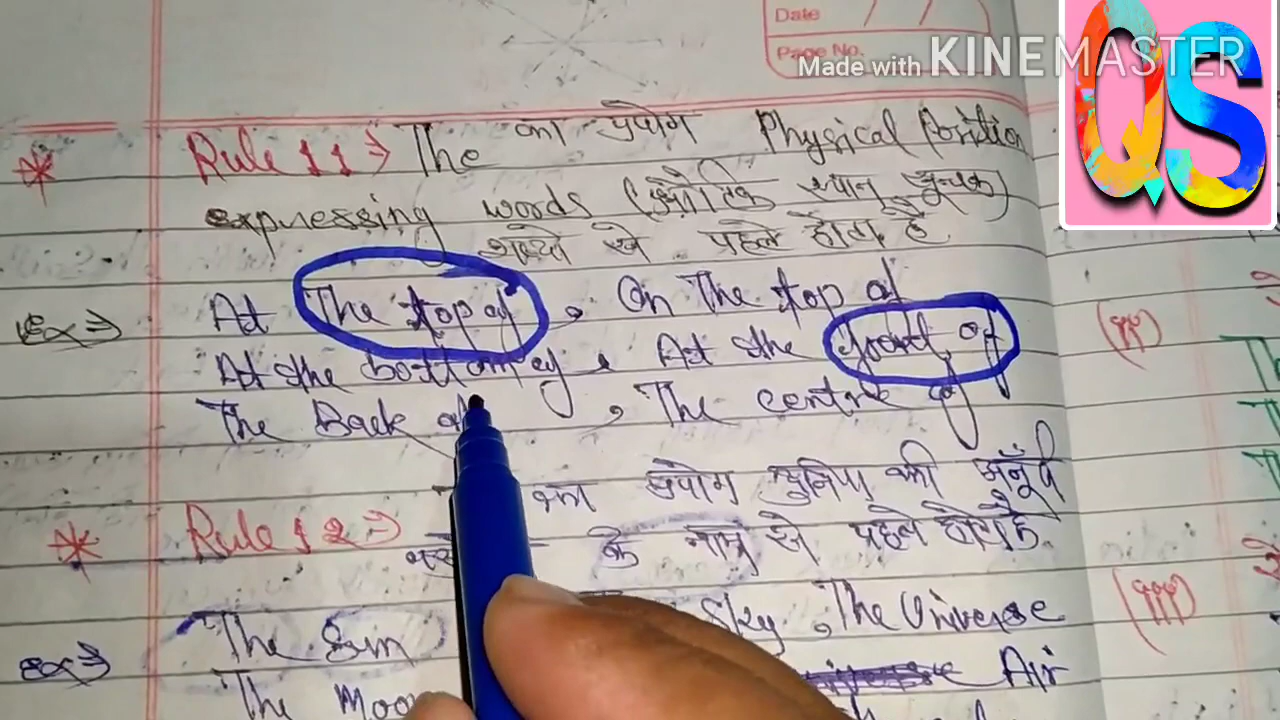 Date
Page No.
Made with KINEMASTER
QS
Rule 11⇒ The का प्रयोग Physical Position
expressing words (भौतिक स्थान सूचक)
शब्दो से पहले होता है
ex⇒ At The top of, On The top of
At the bottom of, At the front of
The Back of, The centre of
Rule 12⇒ का प्रयोग दुनिया की अनूँठी
के नाम से पहले होता है
ex⇒ The Sun Sky, The Universe
The Moo Air